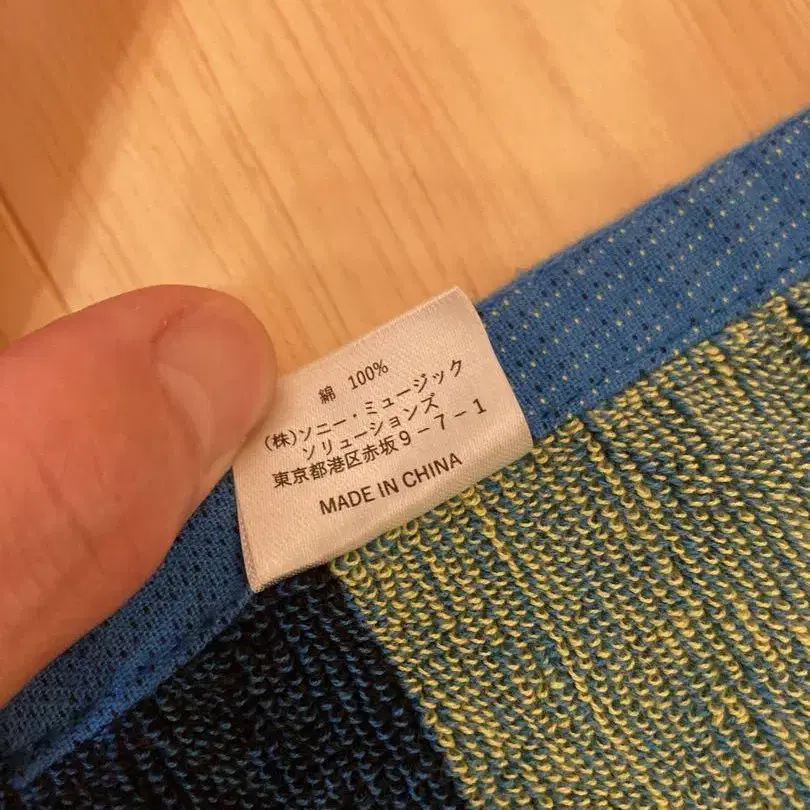 綿 100%
(株)ソニー・ミュージック
ソリューションズ
東京都港区赤坂9-7-1
MADE IN CHINA